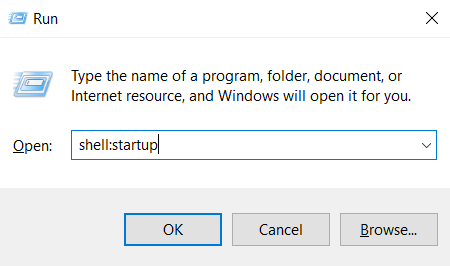 Run
Type the name of a program, folder, document, or
Internet resource, and Windows will open it for you.
Open: shell:startup
OK Cancel Browse...